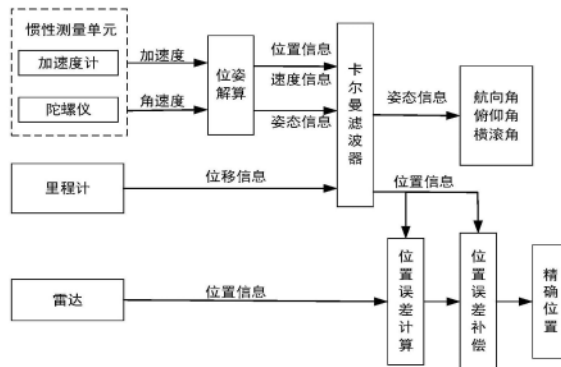 惯性测量单元
加速度计
陀螺仪
加速度
角速度
位姿
解算
位置信息
速度信息
姿态信息
卡尔曼滤波器
姿态信息
航向角
俯仰角
横滚角
里程计
位移信息
位置信息
雷达
位置信息
位置误差计算
位置误差补偿
精确位置